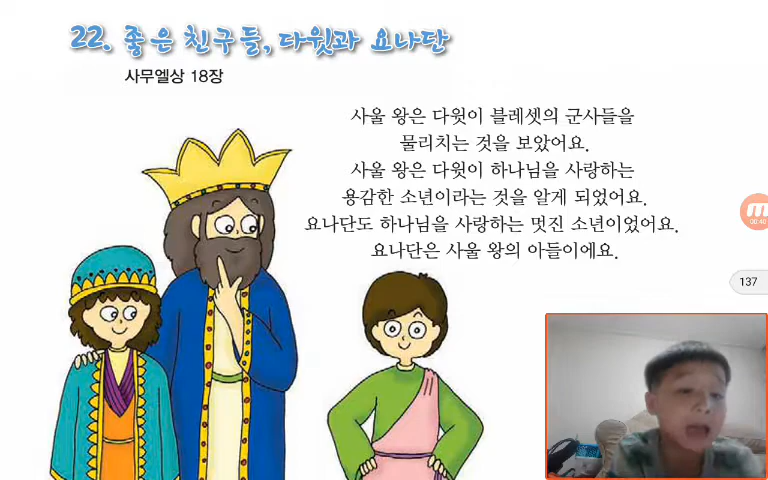 22. 좋은 친구들, 다윗과 요나단
사무엘상 18장
사울 왕은 다윗이 블레셋의 군사들을
물리치는 것을 보았어요.
사울 왕은 다윗이 하나님을 사랑하는
용감한 소년이라는 것을 알게 되었어요.
요나단도 하나님을 사랑하는 멋진 소년이었어요.
요나단은 사울 왕의 아들이에요.
00:40
137